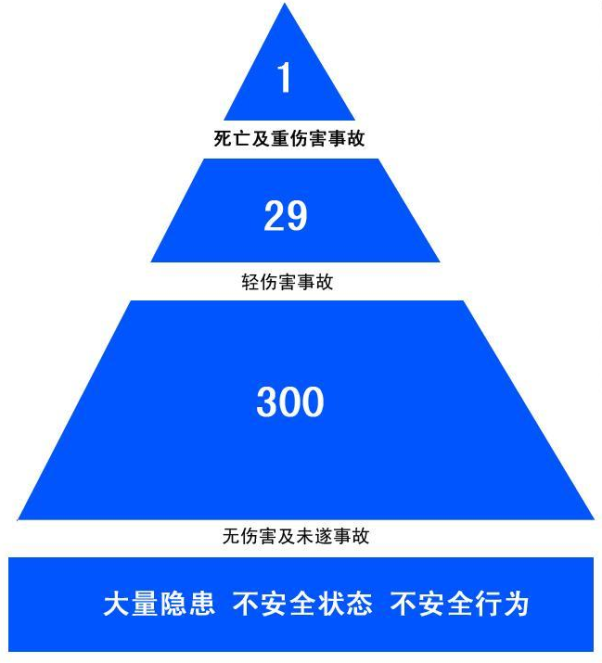 1
死亡及重伤害事故
29
轻伤害事故
300
无伤害及未遂事故
大量隐患 不安全状态 不安全行为